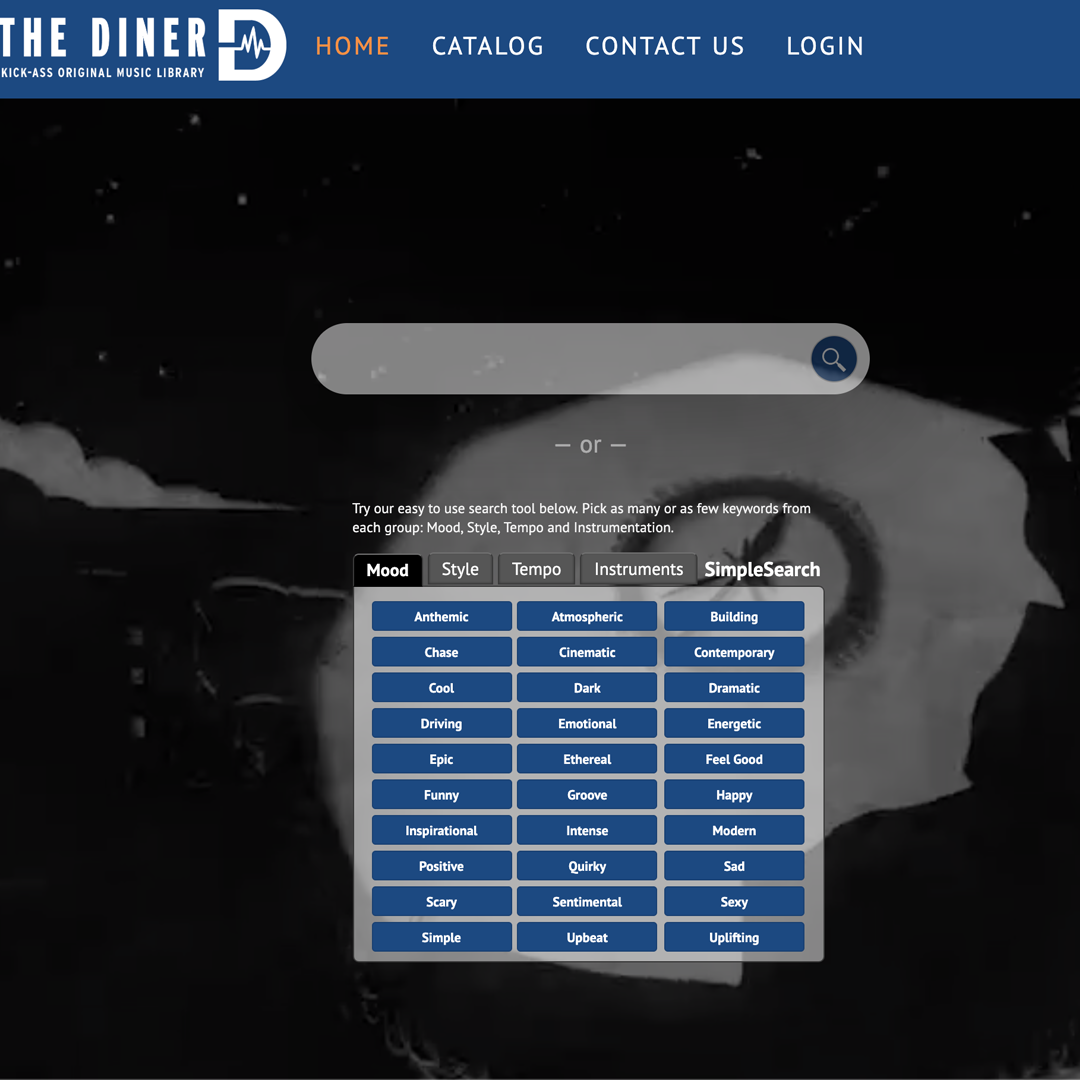 THE DINER
KICK-ASS ORIGINAL MUSIC LIBRARY
HOME CATALOG CONTACT US LOGIN
– or –
Try our easy to use search tool below. Pick as many or as few keywords from
each group: Mood, Style, Tempo and Instrumentation.
Mood Style Tempo Instruments SimpleSearch
Anthemic Atmospheric Building
Chase Cinematic Contemporary
Cool Dark Dramatic
Driving Emotional Energetic
Epic Ethereal Feel Good
Funny Groove Happy
Inspirational Intense Modern
Positive Quirky Sad
Scary Sentimental Sexy
Simple Upbeat Uplifting